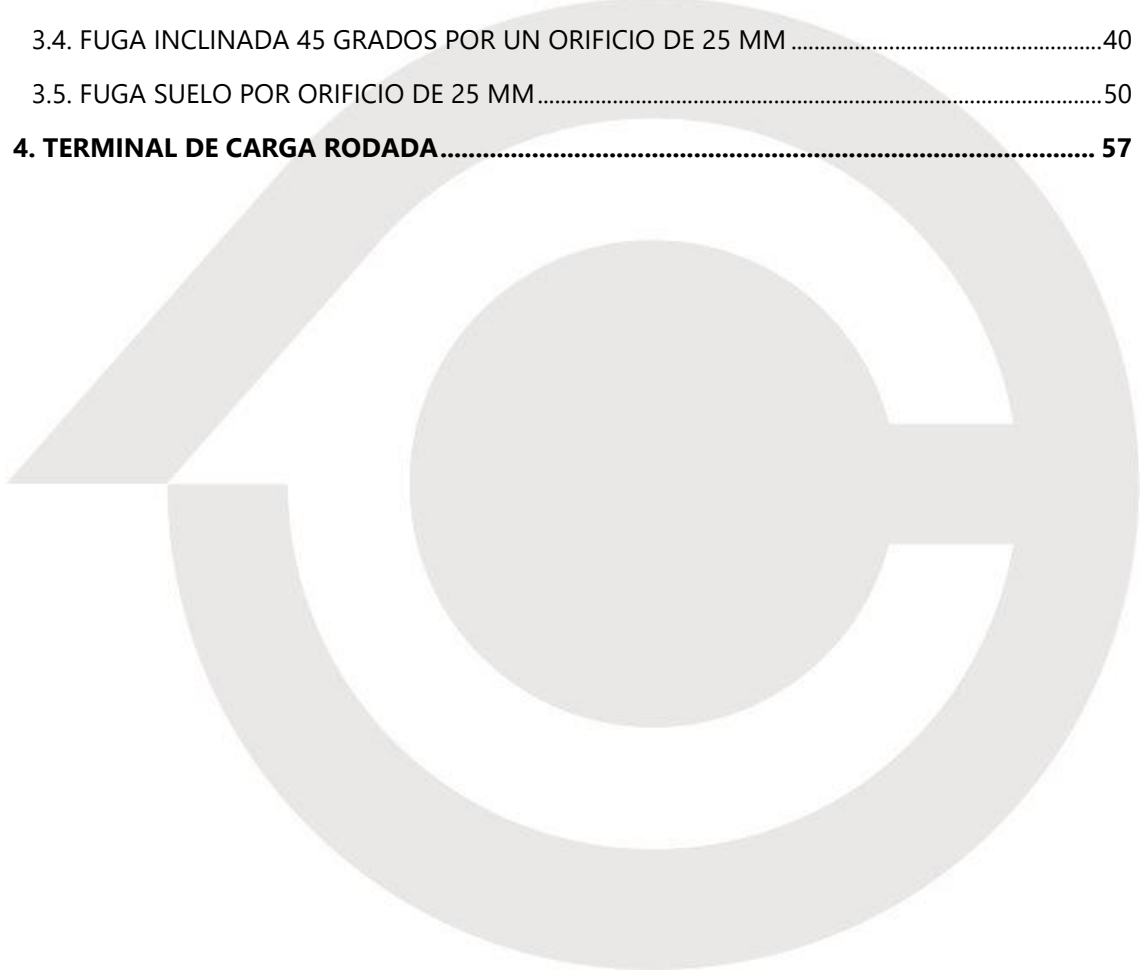 3.4. FUGA INCLINADA 45 GRADOS POR UN ORIFICIO DE 25 MM ........ 40
3.5. FUGA SUELO POR ORIFICIO DE 25 MM ........ 50
4. TERMINAL DE CARGA RODADA ........ 57